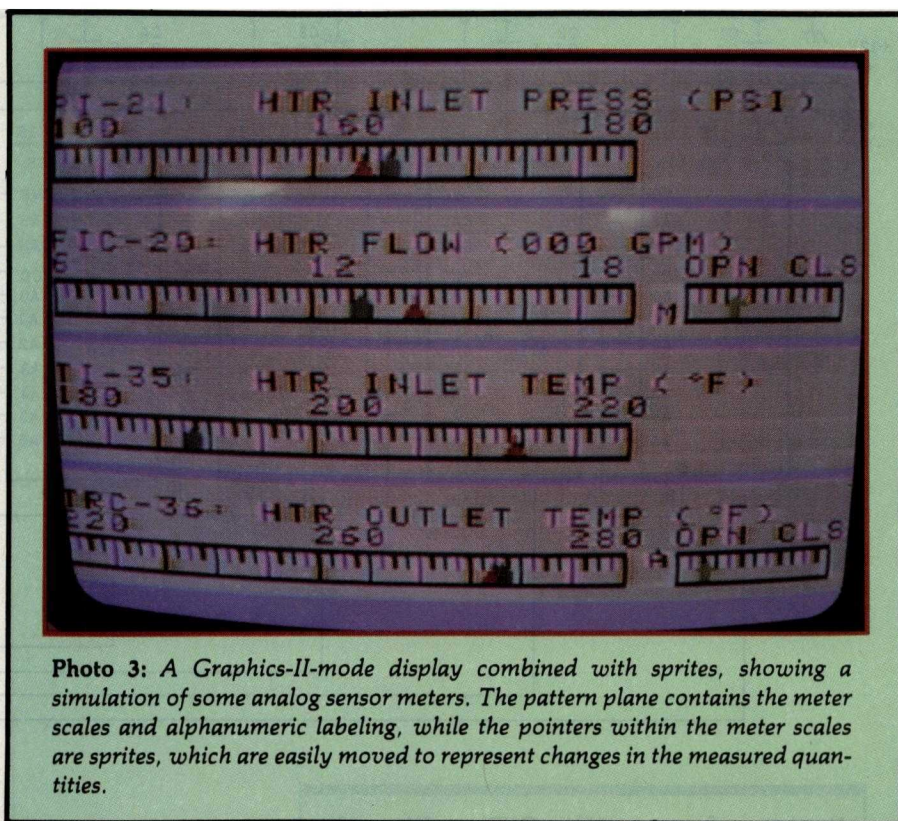 PI-21: HTR INLET PRESS (PSI)
100 160 180
FIC-20: HTR FLOW (000 GPM)
6 12 18 OPN CLS
M
TI-35: HTR INLET TEMP (°F)
180 200 220
TRC-36: HTR OUTLET TEMP (°F)
220 260 280 OPN CLS
A
Photo 3: A Graphics-II-mode display combined with sprites, showing a
simulation of some analog sensor meters. The pattern plane contains the meter
scales and alphanumeric labeling, while the pointers within the meter scales
are sprites, which are easily moved to represent changes in the measured quan-
tities.